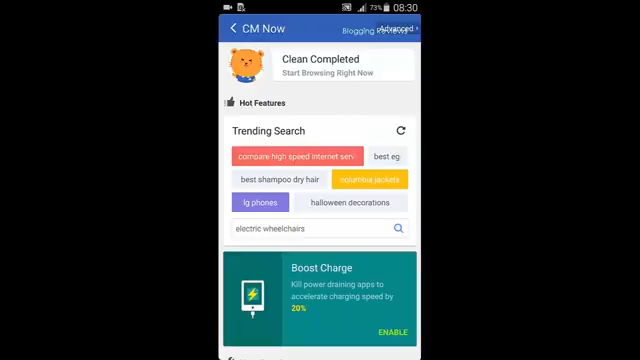 73% 08:30
CM Now
Blogging Reviews
Advanced
Clean Completed
Start Browsing Right Now
Hot Features
Trending Search
compare high speed internet serv
best eg
best shampoo dry hair
columbia jackets
lg phones
halloween decorations
electric wheelchairs
Boost Charge
Kill power draining apps to
accelerate charging speed by
20%
ENABLE